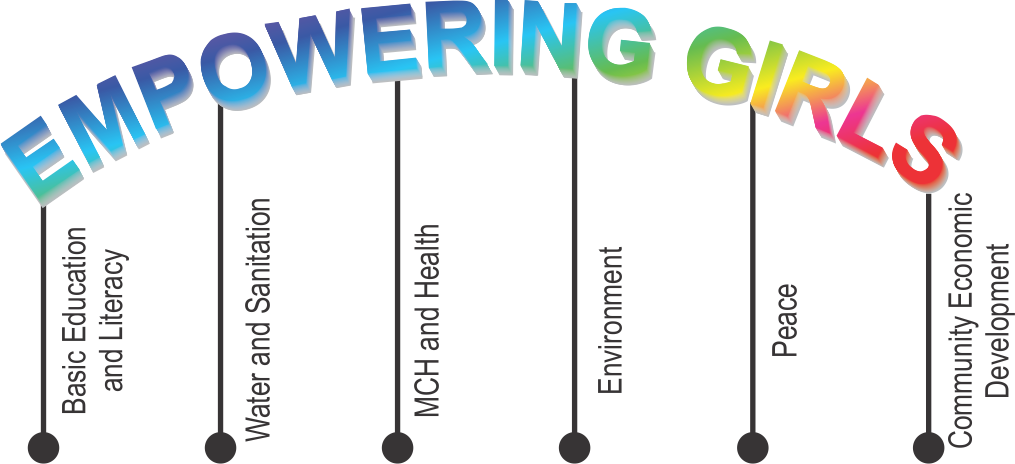 EMPOWERING GIRLS
Basic Education
and Literacy
Water and Sanitation
MCH and Health
Environment
Peace
Community Economic
Development